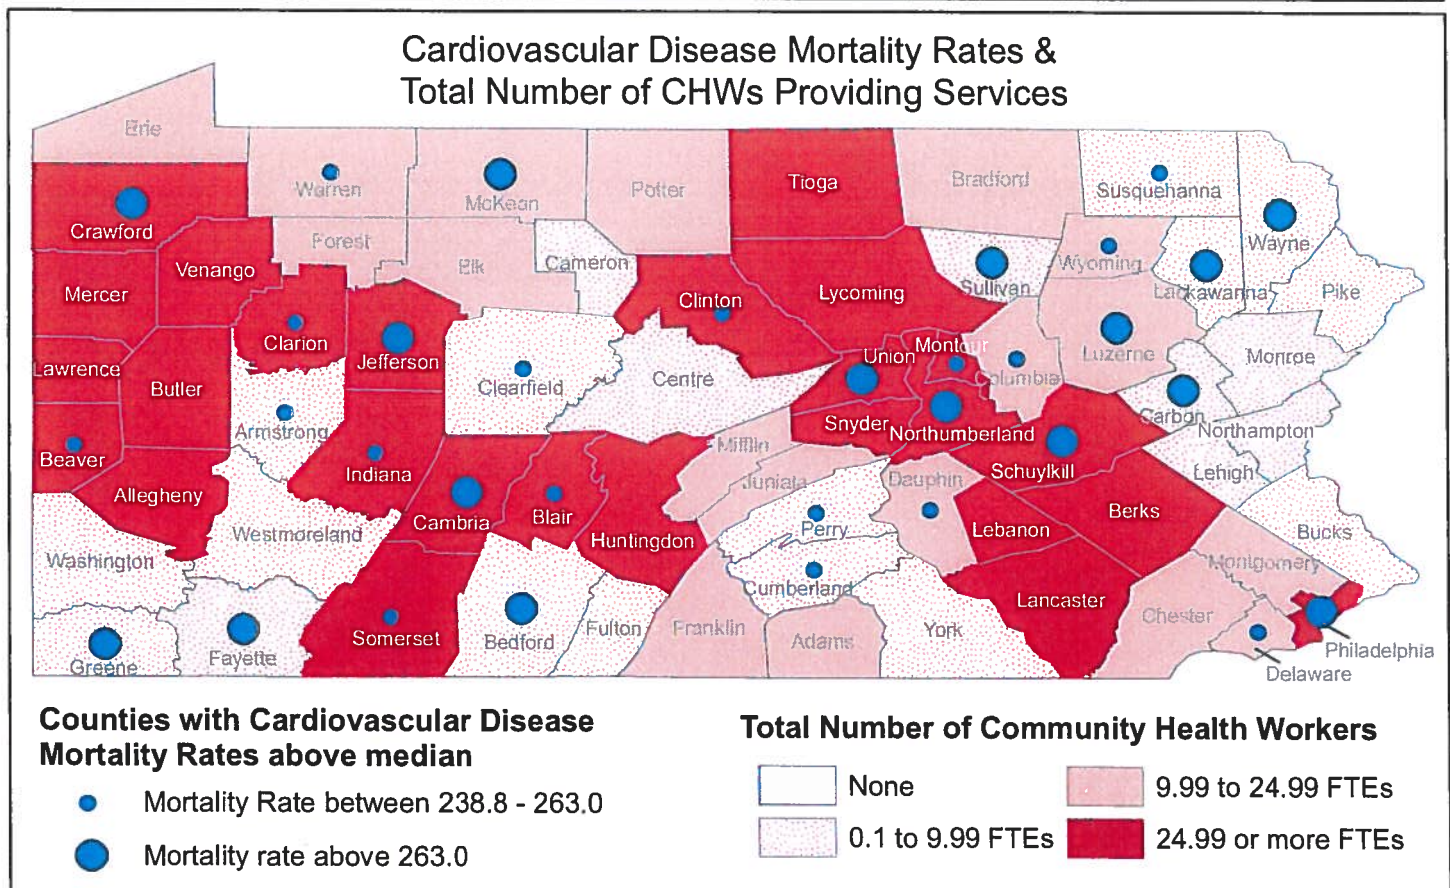 Cardiovascular Disease Mortality Rates &
Total Number of CHWs Providing Services
Erie
Warren
McKean
Potter
Tioga
Bradford
Susquehanna
Wayne
Crawford
Forest
Elk
Cameron
Sullivan
Wyoming
Lackawanna
Pike
Venango
Mercer
Clinton
Lycoming
Clarion
Jefferson
Union
Montour
Columbia
Luzerne
Monroe
Lawrence
Butler
Clearfield
Centre
Carbon
Armstrong
Snyder
Northumberland
Northampton
Beaver
Indiana
Mifflin
Schuylkill
Lehigh
Allegheny
Cambria
Blair
Juniata
Dauphin
Huntingdon
Perry
Lebanon
Berks
Bucks
Westmoreland
Washington
Cumberland
Montgomery
Lancaster
Chester
Somerset
Bedford
Fulton
Franklin
Adams
York
Greene
Fayette
Philadelphia
Delaware
Counties with Cardiovascular Disease
Mortality Rates above median
Mortality Rate between 238.8 - 263.0
Mortality rate above 263.0
Total Number of Community Health Workers
None
0.1 to 9.99 FTEs
9.99 to 24.99 FTEs
24.99 or more FTEs